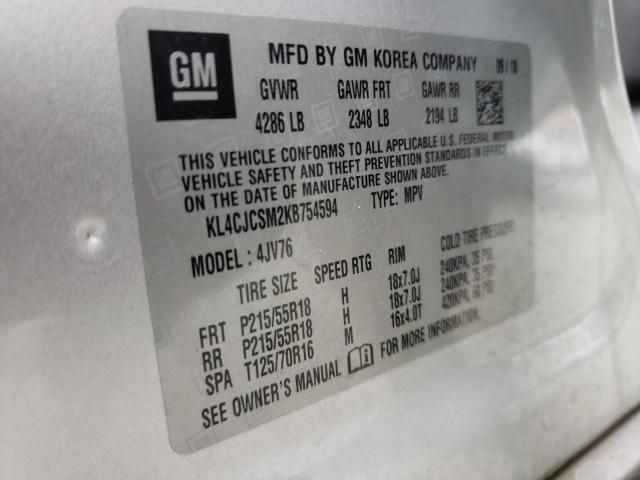 GM
MFD BY GM KOREA COMPANY 09/18
GVWR GAWR FRT GAWR RR
4286 LB 2348 LB 2194 LB
THIS VEHICLE CONFORMS TO ALL APPLICABLE U.S. FEDERAL MOTOR
VEHICLE SAFETY AND THEFT PREVENTION STANDARDS IN EFFECT
ON THE DATE OF MANUFACTURE SHOWN ABOVE.
KL4CJCSM2KB754594 TYPE: MPV
MODEL: 4JV76
TIRE SIZE SPEED RTG RIM COLD TIRE PRESSURE
FRT P215/55R18 H 18x7.0J 240KPA, 35 PSI
RR P215/55R18 H 18x7.0J 240KPA, 35 PSI
SPA T125/70R16 M 16x4.0T 420KPA, 60 PSI
SEE OWNER'S MANUAL FOR MORE INFORMATION.